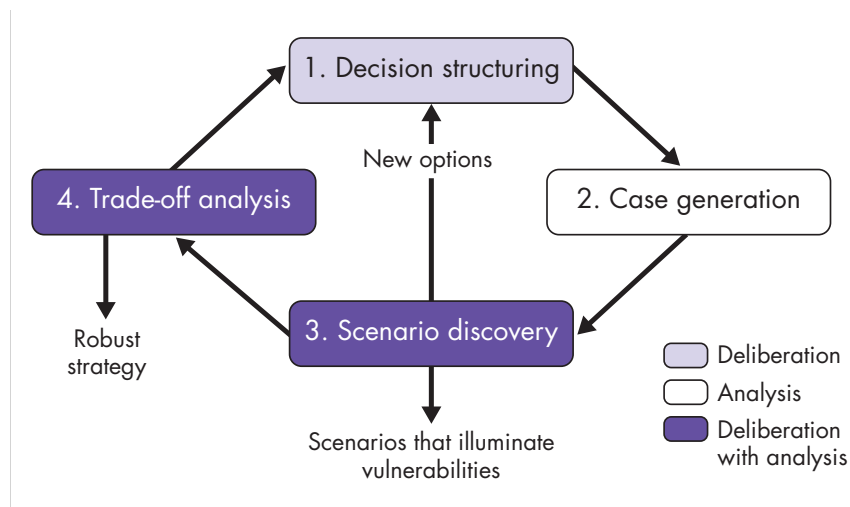 1. Decision structuring
New options
4. Trade-off analysis
2. Case generation
3. Scenario discovery
Robust
strategy
Scenarios that illuminate
vulnerabilities
Deliberation
Analysis
Deliberation
with analysis